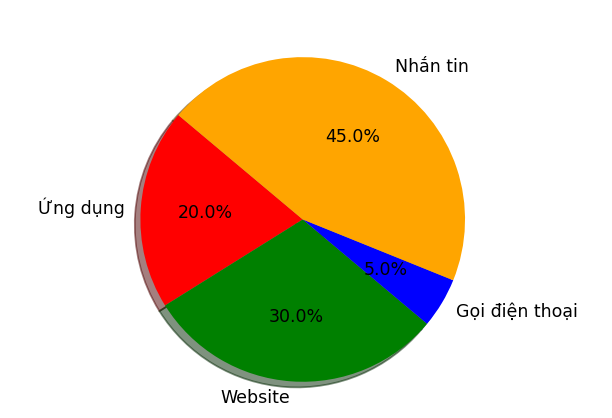 Nhắn tin
45.0%
Ứng dụng
20.0%
5.0%
Gọi điện thoại
30.0%
Website